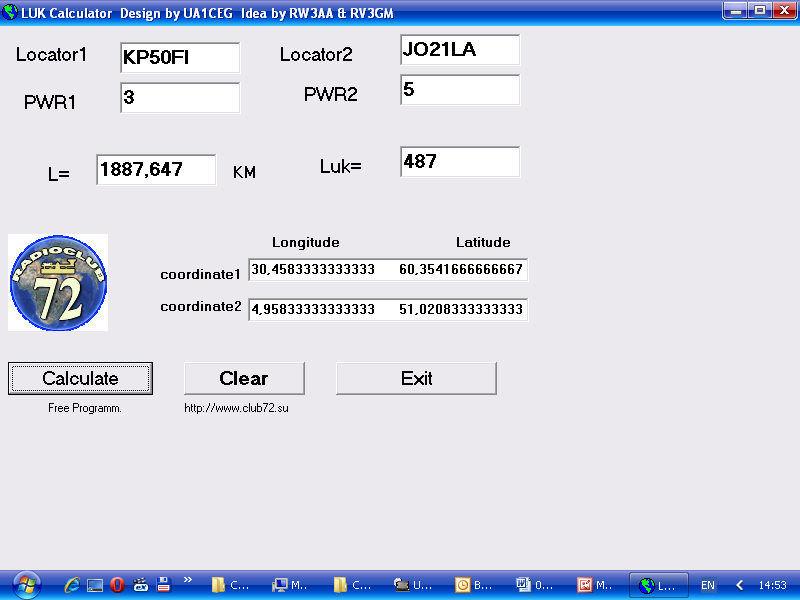 LUK Calculator  Design by UA1CEG  Idea by RW3AA & RV3GM
Locator1 KP50FI Locator2 JO21LA
PWR1 3 PWR2 5
L= 1887,647 KM Luk= 487
Longitude Latitude
coordinate1 30,4583333333333 60,3541666666667
coordinate2 4,95833333333333 51,0208333333333
RADIOCLUB
72
Calculate Clear Exit
Free Programm. http://www.club72.su
C... M.. C... U... B... 0... M.. L... EN 14:53